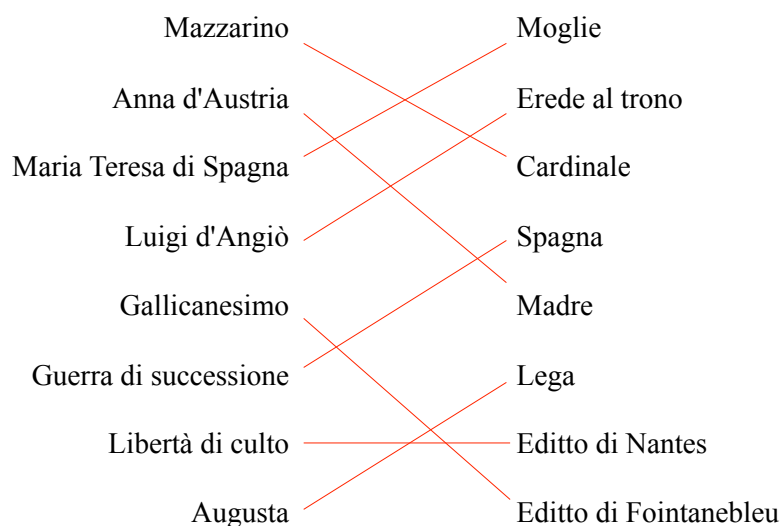 Mazzarino Moglie
Anna d'Austria Erede al trono
Maria Teresa di Spagna Cardinale
Luigi d'Angiò Spagna
Gallicanesimo Madre
Guerra di successione Lega
Libertà di culto Editto di Nantes
Augusta Editto di Fointanebleu